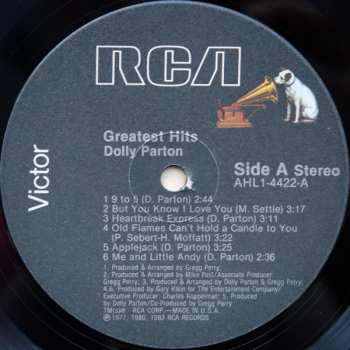 RCA
Victor
Greatest Hits
Dolly Parton
Side A Stereo
AHL1-4422-A
1 9 to 5 (D. Parton) 2:44
2 But You Know I Love You (M. Settle) 3:17
3 Heartbreak Express (D. Parton) 3:11
4 Old Flames Can't Hold a Candle to You
(P. Sebert-H. Moffatt) 3:22
5 Applejack (D. Parton) 3:25
6 Me and Little Andy (D. Parton) 2:36
1. Produced & Arranged by Gregg Perry;
2. Produced & Arranged by Mike Post/Associate Producer
Gregg Perry; 3. Produced & Arranged by Dolly Parton & Gregg Perry;
4,6. Produced by Gary Klein for The Entertainment Company/
Executive Producer: Charles Koppelman; 5. Produced by
Dolly Parton/Co-Produced by Gregg Perry
TM(s)® RCA CORP.—MADE IN U.S.A.
℗ 1977, 1980, 1982 RCA RECORDS